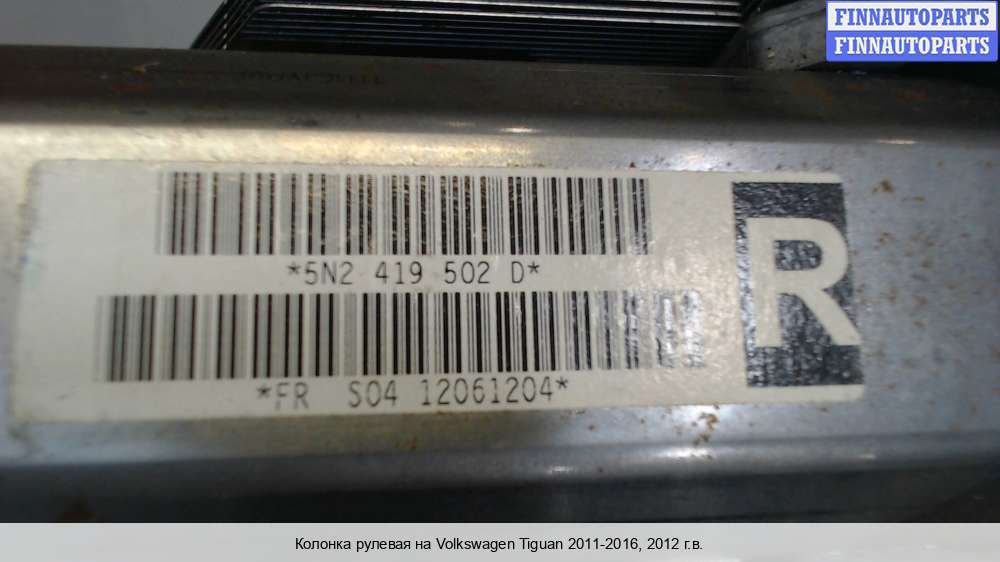 FINNAUTOPARTS
FINNAUTOPARTS
*5N2 419 502 D*
R
*FR S04 12061204*
Колонка рулевая на Volkswagen Tiguan 2011-2016, 2012 г.в.